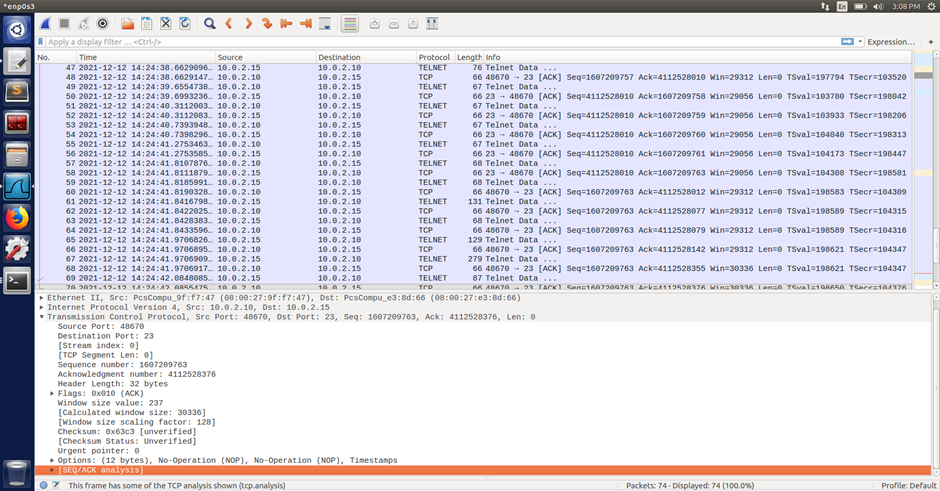 *enp0s3
En
3:08 PM
Apply a display filter ... <Ctrl-/>
Expression...
+
No. Time Source Destination Protocol Length Info
47 2021-12-12 14:24:38.6629096… 10.0.2.15 10.0.2.10 TELNET 76 Telnet Data ...
48 2021-12-12 14:24:38.6629147… 10.0.2.10 10.0.2.15 TCP 66 48670 → 23 [ACK] Seq=1607209757 Ack=4112528010 Win=29312 Len=0 TSval=197794 TSecr=103520
49 2021-12-12 14:24:39.6554738… 10.0.2.10 10.0.2.15 TELNET 67 Telnet Data ...
50 2021-12-12 14:24:39.6993236… 10.0.2.15 10.0.2.10 TCP 66 23 → 48670 [ACK] Seq=4112528010 Ack=1607209758 Win=29056 Len=0 TSval=103780 TSecr=198042
51 2021-12-12 14:24:40.3112003… 10.0.2.10 10.0.2.15 TELNET 67 Telnet Data ...
52 2021-12-12 14:24:40.3112083… 10.0.2.15 10.0.2.10 TCP 66 23 → 48670 [ACK] Seq=4112528010 Ack=1607209759 Win=29056 Len=0 TSval=103933 TSecr=198206
53 2021-12-12 14:24:40.7393948… 10.0.2.10 10.0.2.15 TELNET 67 Telnet Data ...
54 2021-12-12 14:24:40.7398296… 10.0.2.15 10.0.2.10 TCP 66 23 → 48670 [ACK] Seq=4112528010 Ack=1607209760 Win=29056 Len=0 TSval=104040 TSecr=198313
55 2021-12-12 14:24:41.2753463… 10.0.2.10 10.0.2.15 TELNET 67 Telnet Data ...
56 2021-12-12 14:24:41.2753505… 10.0.2.15 10.0.2.10 TCP 66 23 → 48670 [ACK] Seq=4112528010 Ack=1607209761 Win=29056 Len=0 TSval=104173 TSecr=198447
57 2021-12-12 14:24:41.8107876… 10.0.2.10 10.0.2.15 TELNET 67 Telnet Data ...
58 2021-12-12 14:24:41.8111879… 10.0.2.15 10.0.2.10 TCP 66 23 → 48670 [ACK] Seq=4112528010 Ack=1607209763 Win=29056 Len=0 TSval=104308 TSecr=198581
59 2021-12-12 14:24:41.8185991… 10.0.2.15 10.0.2.10 TELNET 68 Telnet Data ...
60 2021-12-12 14:24:41.8190328… 10.0.2.10 10.0.2.15 TCP 66 48670 → 23 [ACK] Seq=1607209763 Ack=4112528012 Win=29312 Len=0 TSval=198583 TSecr=104309
61 2021-12-12 14:24:41.8416798… 10.0.2.15 10.0.2.10 TELNET 131 Telnet Data ...
62 2021-12-12 14:24:41.8422025… 10.0.2.10 10.0.2.15 TCP 66 48670 → 23 [ACK] Seq=1607209763 Ack=4112528077 Win=29312 Len=0 TSval=198589 TSecr=104315
63 2021-12-12 14:24:41.8428383… 10.0.2.15 10.0.2.10 TELNET 68 Telnet Data ...
64 2021-12-12 14:24:41.8433596… 10.0.2.10 10.0.2.15 TCP 66 48670 → 23 [ACK] Seq=1607209763 Ack=4112528079 Win=29312 Len=0 TSval=198589 TSecr=104316
65 2021-12-12 14:24:41.9706826… 10.0.2.15 10.0.2.10 TELNET 129 Telnet Data ...
66 2021-12-12 14:24:41.9706895… 10.0.2.10 10.0.2.15 TCP 66 48670 → 23 [ACK] Seq=1607209763 Ack=4112528142 Win=29312 Len=0 TSval=198621 TSecr=104347
67 2021-12-12 14:24:41.9706909… 10.0.2.15 10.0.2.10 TELNET 279 Telnet Data ...
68 2021-12-12 14:24:41.9706917… 10.0.2.10 10.0.2.15 TCP 66 48670 → 23 [ACK] Seq=1607209763 Ack=4112528355 Win=30336 Len=0 TSval=198621 TSecr=104347
69 2021-12-12 14:24:42.0848085… 10.0.2.15 10.0.2.10 TELNET 87 Telnet Data ...
70 2021-12-12 14:24:42.0855475… 10.0.2.10 10.0.2.15 TCP 66 48670 → 23 [ACK] Seq=1607209763 Ack=4112528376 Win=30336 Len=0 TSval=198650 TSecr=104376
Ethernet II, Src: PcsCompu_9f:f7:47 (08:00:27:9f:f7:47), Dst: PcsCompu_e3:8d:66 (08:00:27:e3:8d:66)
Internet Protocol Version 4, Src: 10.0.2.10, Dst: 10.0.2.15
Transmission Control Protocol, Src Port: 48670, Dst Port: 23, Seq: 1607209763, Ack: 4112528376, Len: 0
Source Port: 48670
Destination Port: 23
[Stream index: 0]
[TCP Segment Len: 0]
Sequence number: 1607209763
Acknowledgment number: 4112528376
Header Length: 32 bytes
Flags: 0x010 (ACK)
Window size value: 237
[Calculated window size: 30336]
[Window size scaling factor: 128]
Checksum: 0x63c3 [unverified]
[Checksum Status: Unverified]
Urgent pointer: 0
Options: (12 bytes), No-Operation (NOP), No-Operation (NOP), Timestamps
[SEQ/ACK analysis]
This frame has some of the TCP analysis shown (tcp.analysis)
Packets: 74 · Displayed: 74 (100.0%)
Profile: Default